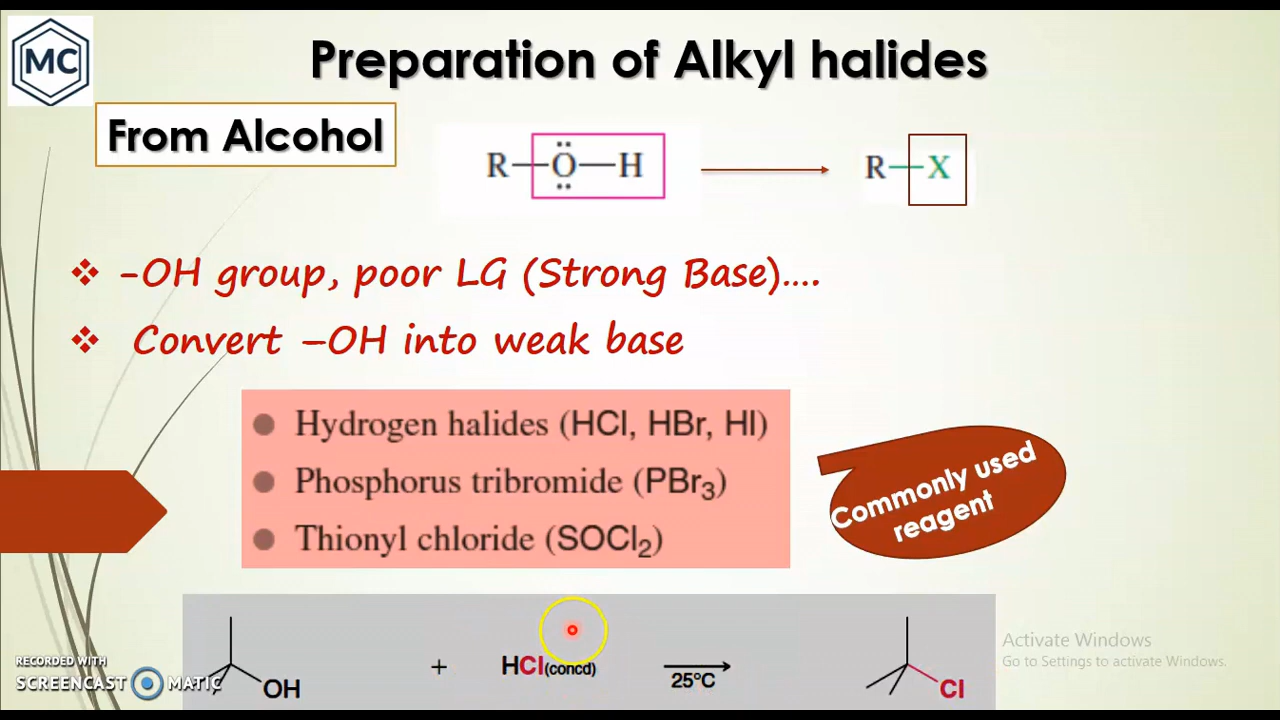 MC
Preparation of Alkyl halides
From Alcohol
R—Ö—H
R—X
-OH group, poor LG (Strong Base)....
Convert –OH into weak base
Hydrogen halides (HCl, HBr, HI)
Phosphorus tribromide (PBr₃)
Thionyl chloride (SOCl₂)
Commonly used
reagent
OH + HCl(concd) 25°C Cl
Activate Windows
Go to Settings to activate Windows.
RECORDED WITH
SCREENCAST MATIC